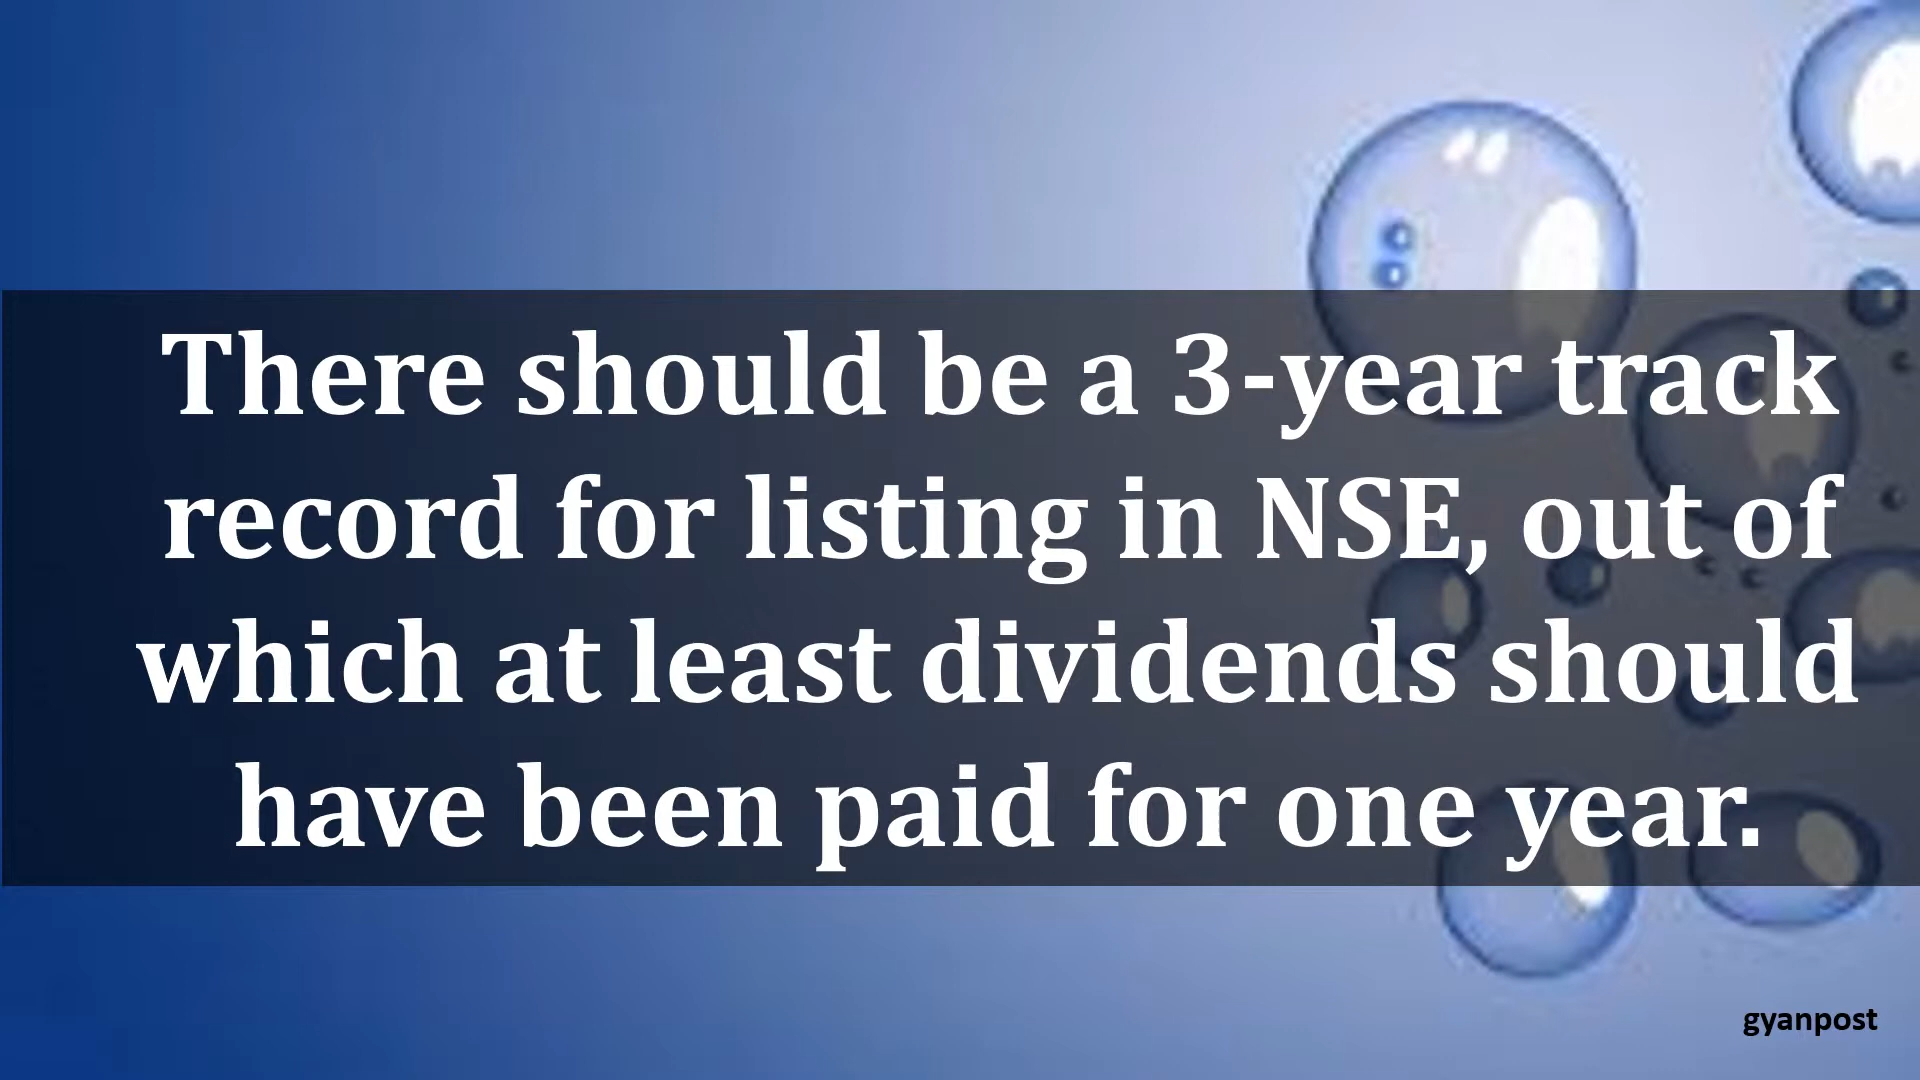 There should be a 3-year track
record for listing in NSE, out of
which at least dividends should
have been paid for one year.
gyanpost